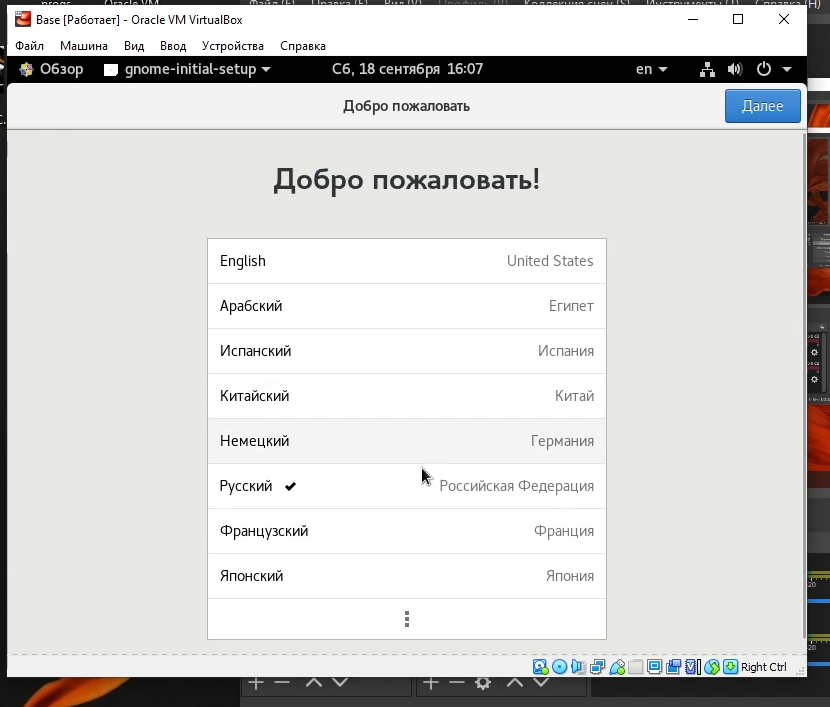 Base [Работает] - Oracle VM VirtualBox
Файл Машина Вид Ввод Устройства Справка
Обзор gnome-initial-setup Сб, 18 сентября 16:07 en
Добро пожаловать Далее
Добро пожаловать!
English United States
Арабский Египет
Испанский Испания
Китайский Китай
Немецкий Германия
Русский Российская Федерация
Французский Франция
Японский Япония
Right Ctrl